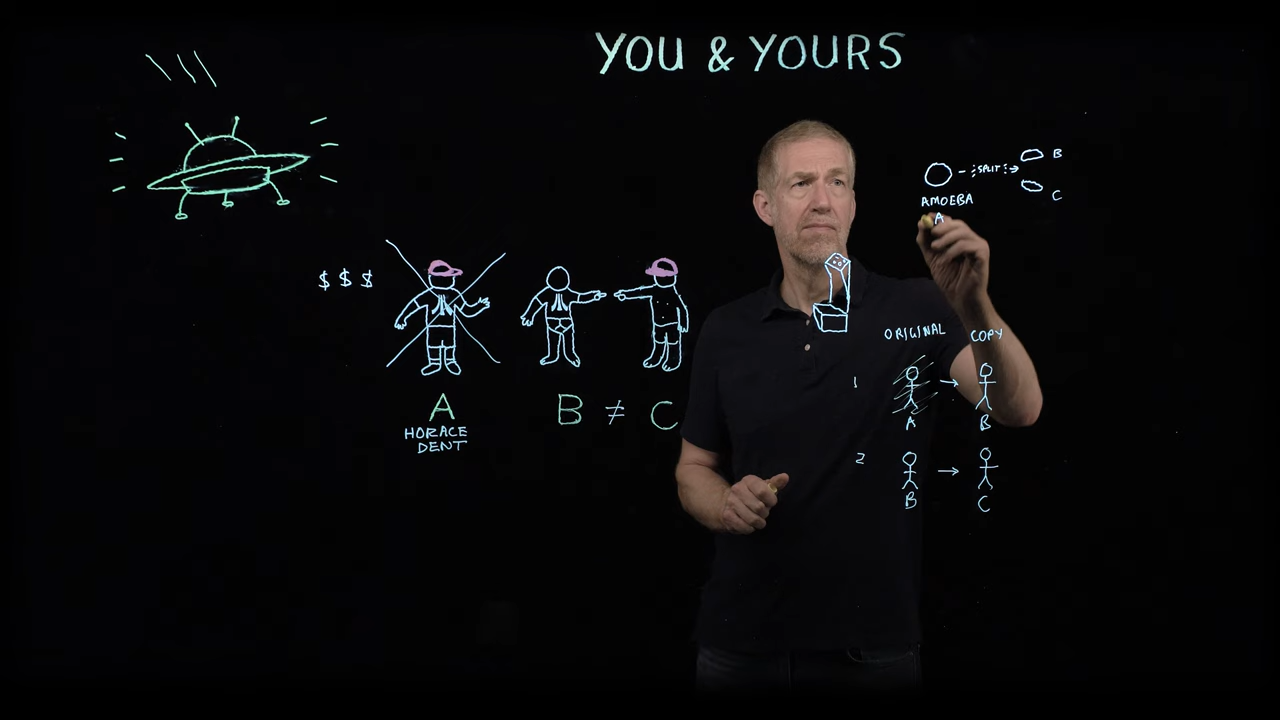 YOU & YOURS
SPLIT
B
C
AMOEBA
A
$ $ $
A
HORACE
DENT
B ≠ C
ORIGINAL COPY
1
A B
2
B C